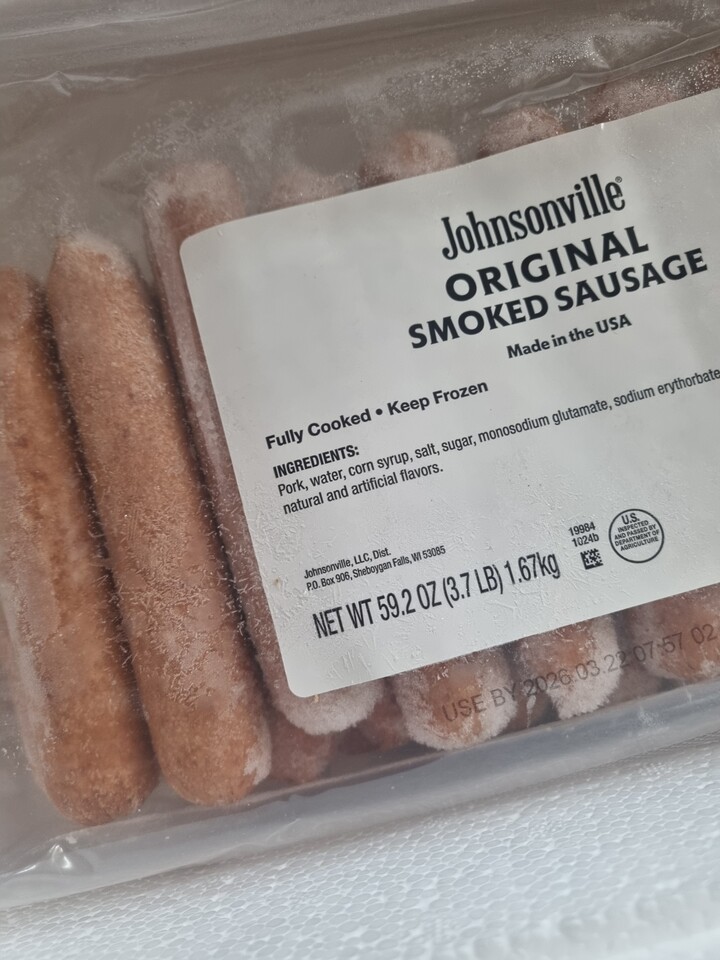 Johnsonville®
ORIGINAL
SMOKED SAUSAGE
Made in the USA
Fully Cooked • Keep Frozen
INGREDIENTS:
Pork, water, corn syrup, salt, sugar, monosodium glutamate, sodium erythorbate
natural and artificial flavors.
Johnsonville, LLC, Dist.
P.O. Box 906, Sheboygan Falls, WI 53085
19984
1024b
U.S.
INSPECTED
AND PASSED BY
DEPARTMENT OF
AGRICULTURE
NET WT 59.2 OZ (3.7 LB) 1.67kg
USE BY 2026.03.22 07:57 02